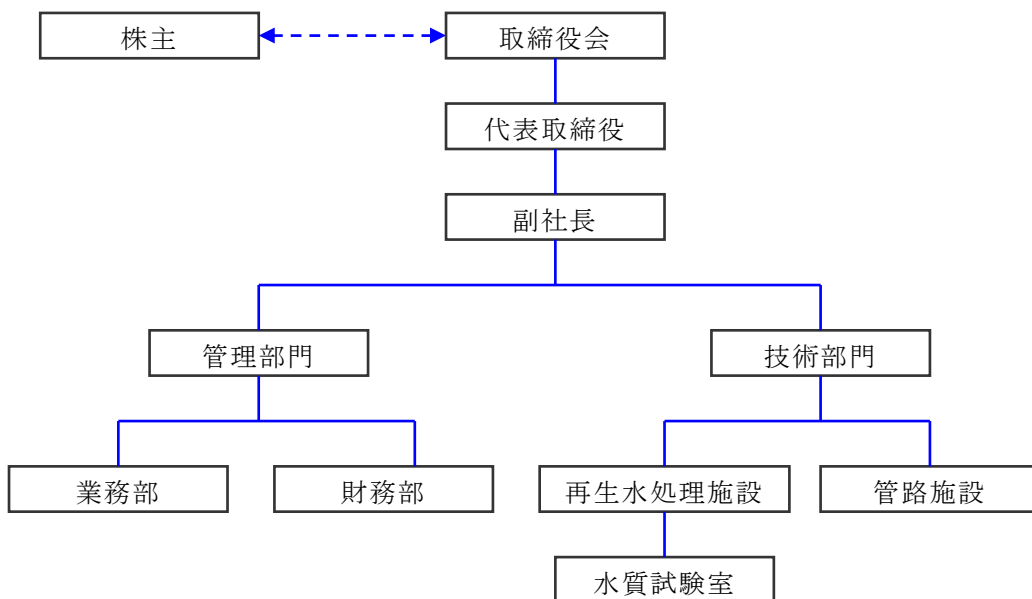 株主
取締役会
代表取締役
副社長
管理部門
技術部門
業務部
財務部
再生水処理施設
管路施設
水質試験室